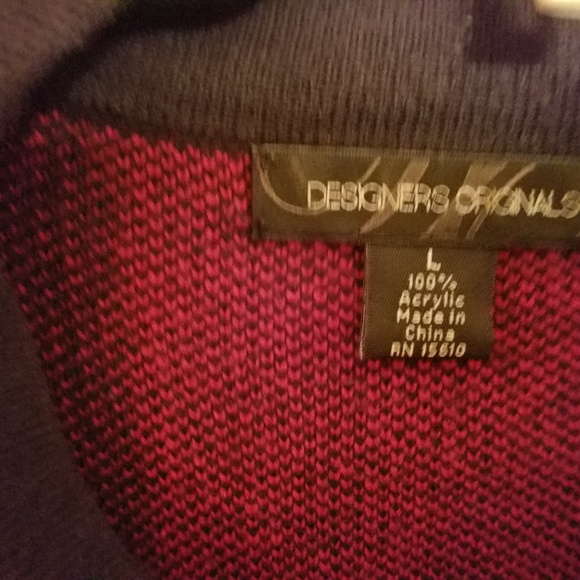 DESIGNERS ORIGINALS
L
100%
Acrylic
Made in
China
RN 15610